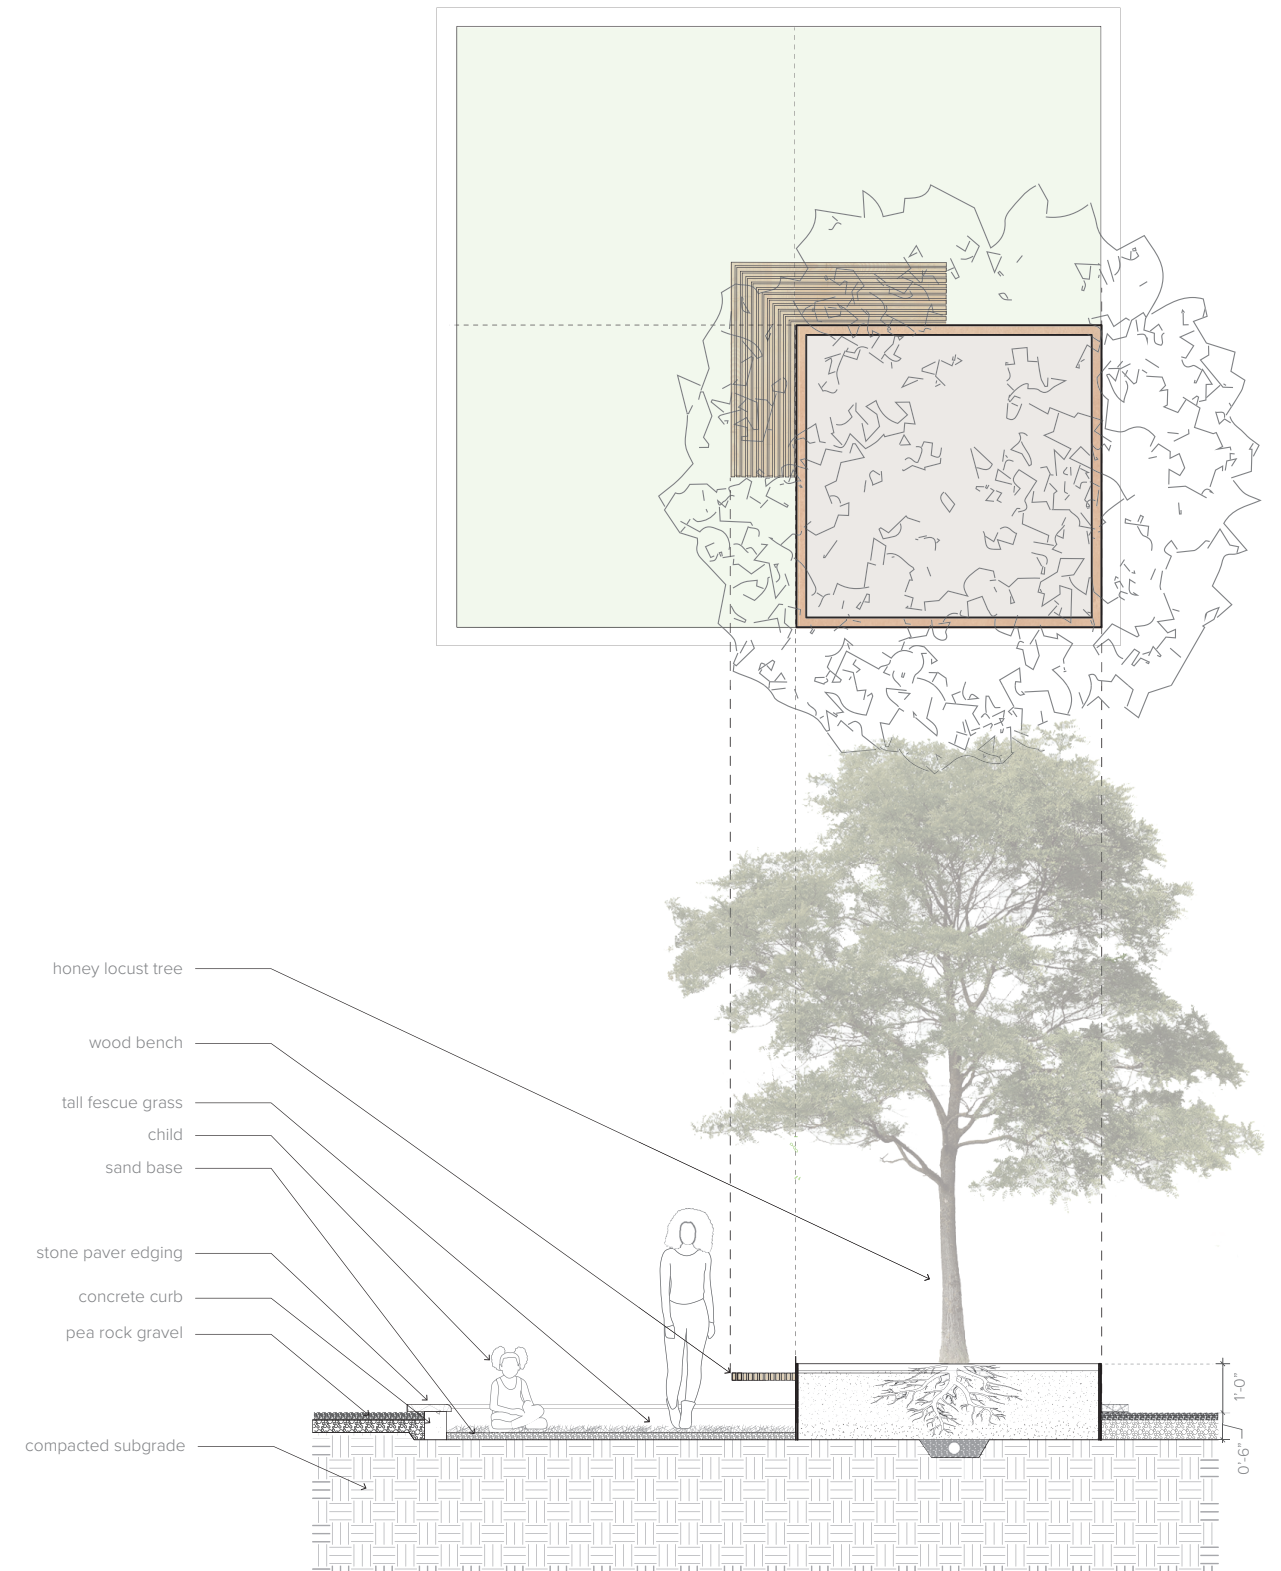 honey locust tree
wood bench
tall fescue grass
child
sand base
stone paver edging
concrete curb
pea rock gravel
compacted subgrade
1'-0"
0'-6"